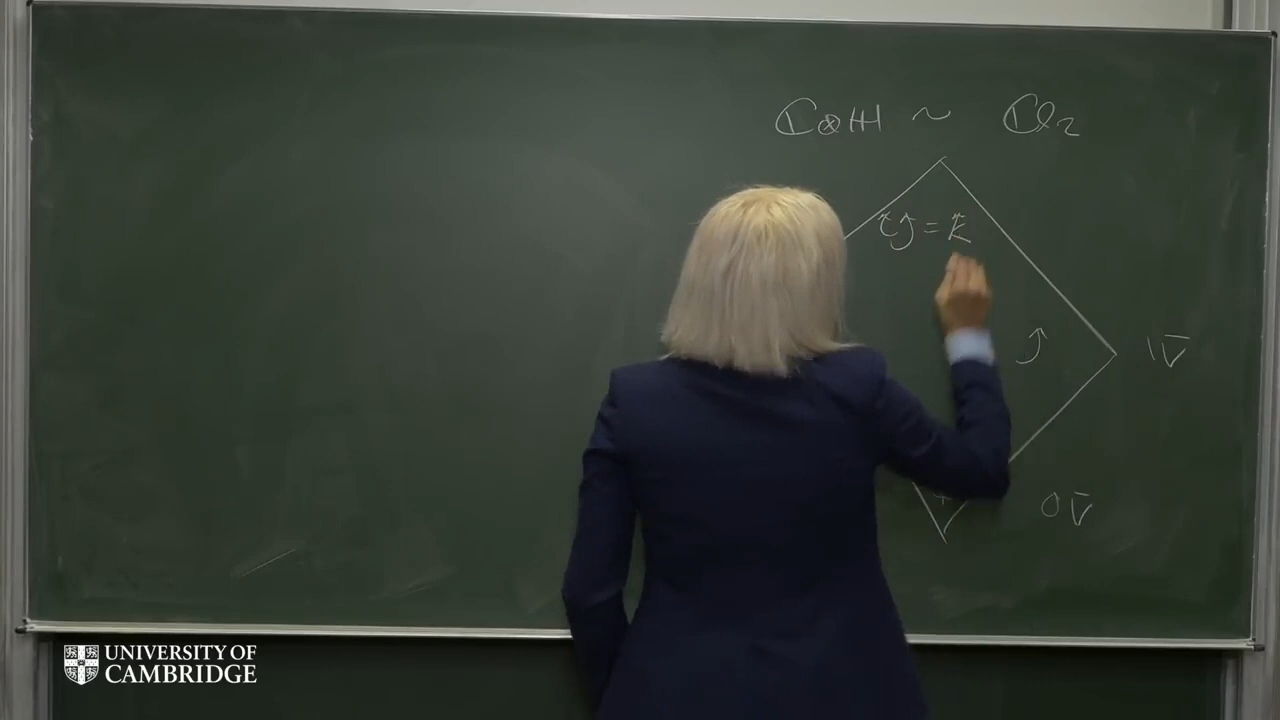 ℂ⊗ℍ ~ ℂl₂
ij = k
j 1v̅
+ 0v̅
UNIVERSITY OF
CAMBRIDGE